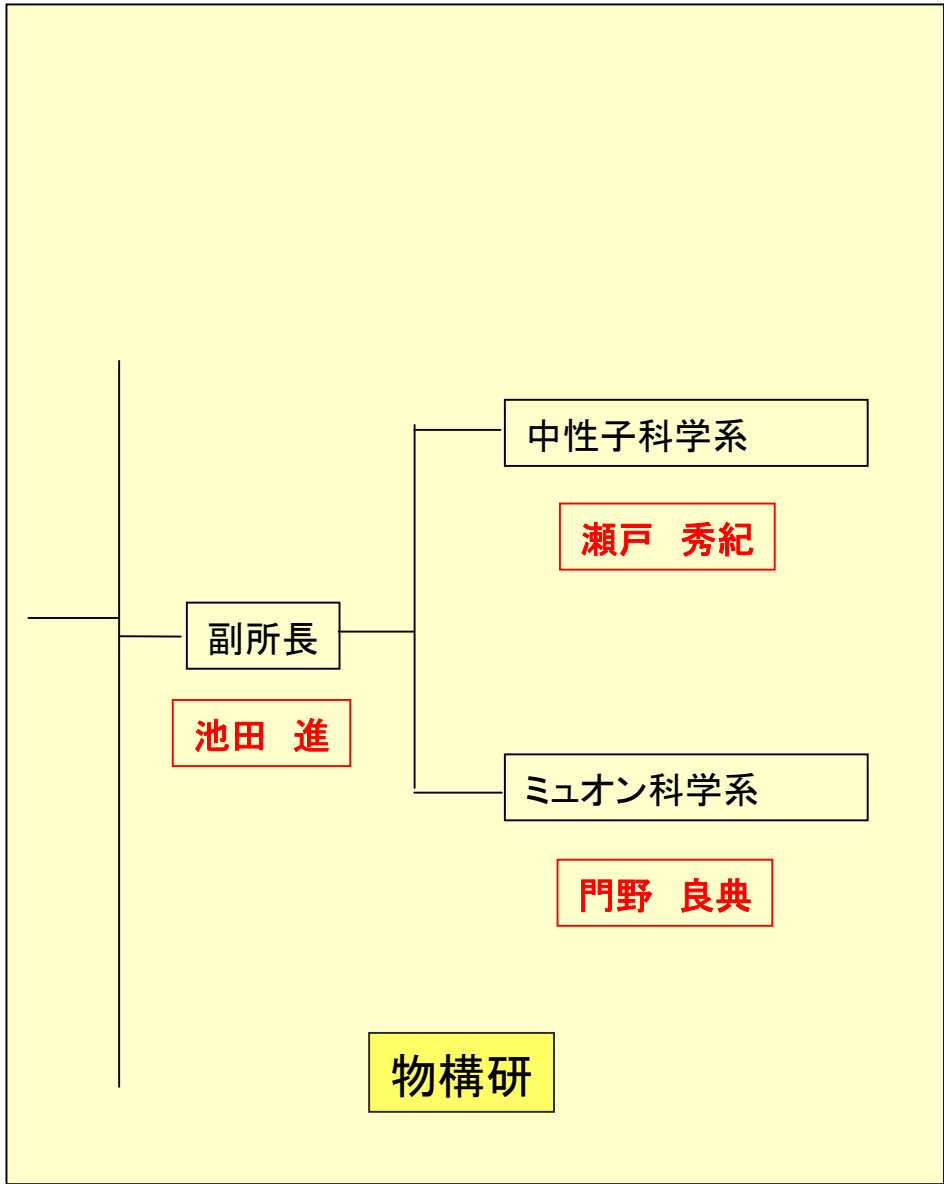 中性子科学系
瀬戸　秀紀
副所長
池田　進
ミュオン科学系
門野　良典
物構研